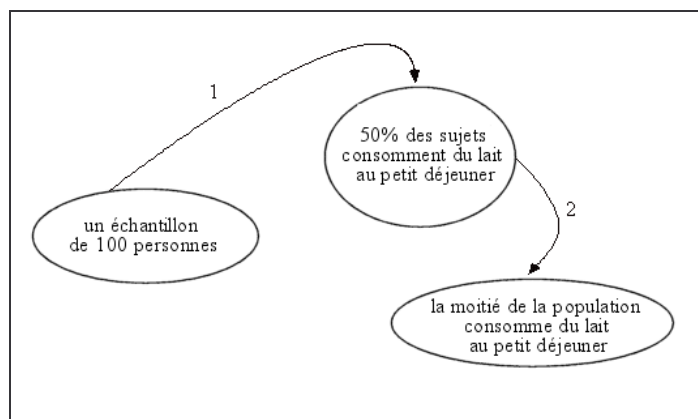 1
50% des sujets
consomment du lait
au petit déjeuner
un échantillon
de 100 personnes
2
la moitié de la population
consomme du lait
au petit déjeuner